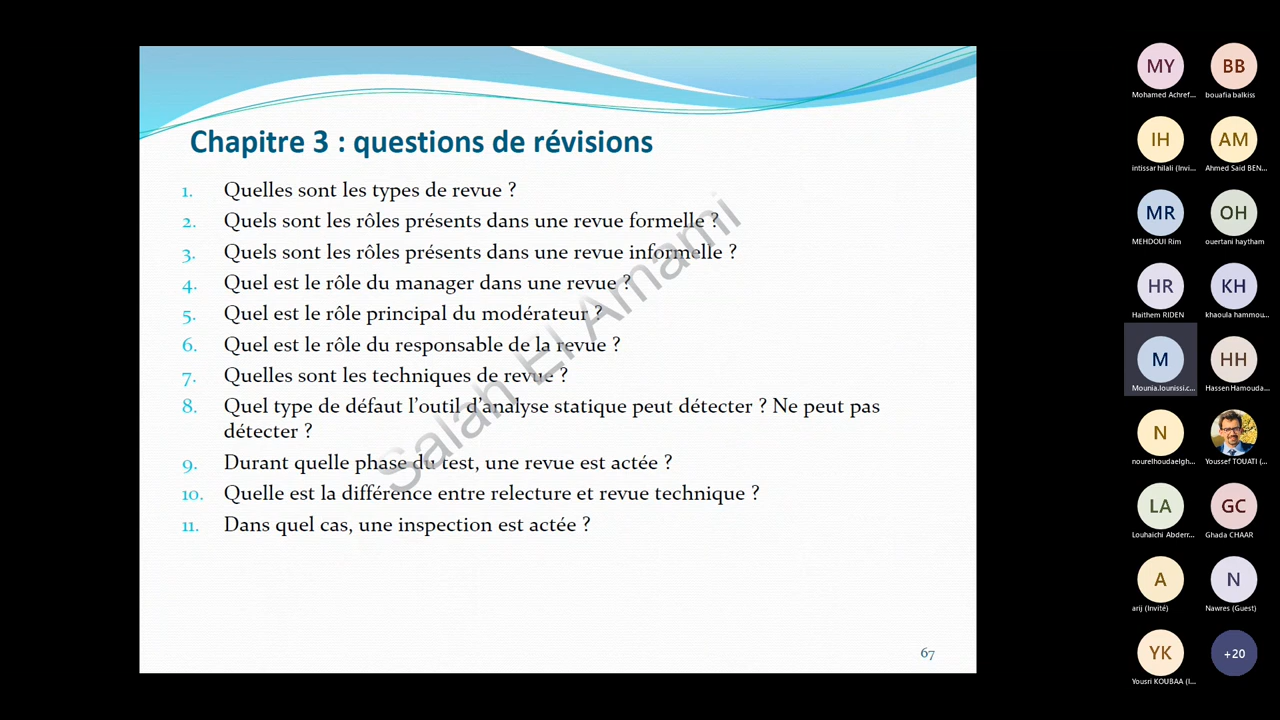 Chapitre 3 : questions de révisions
1. Quelles sont les types de revue ?
2. Quels sont les rôles présents dans une revue formelle ?
3. Quels sont les rôles présents dans une revue informelle ?
4. Quel est le rôle du manager dans une revue ?
5. Quel est le rôle principal du modérateur ?
6. Quel est le rôle du responsable de la revue ?
7. Quelles sont les techniques de revue ?
8. Quel type de défaut l’outil d’analyse statique peut détecter ? Ne peut pas
détecter ?
9. Durant quelle phase du test, une revue est actée ?
10. Quelle est la différence entre relecture et revue technique ?
11. Dans quel cas, une inspection est actée ?
Salah El Amami
67
MY
BB
Mohamed Achref...
bouafia balkiss
IH
AM
intissar hilali (Invi...
Ahmed Said BEN...
MR
OH
MEHDOUI Rim
ouertani haytham
HR
KH
Haithem RIDEN
khaoula hammou...
M
HH
Mounia.lounissi.c...
Hassen Hamouda...
N
nourelhoudaelgh...
Youssef TOUATI (...
LA
GC
Louhaichi Abderr...
Ghada CHAAR
A
N
arij (Invité)
Nawres (Guest)
YK
+20
Yousri KOUBAA (I...